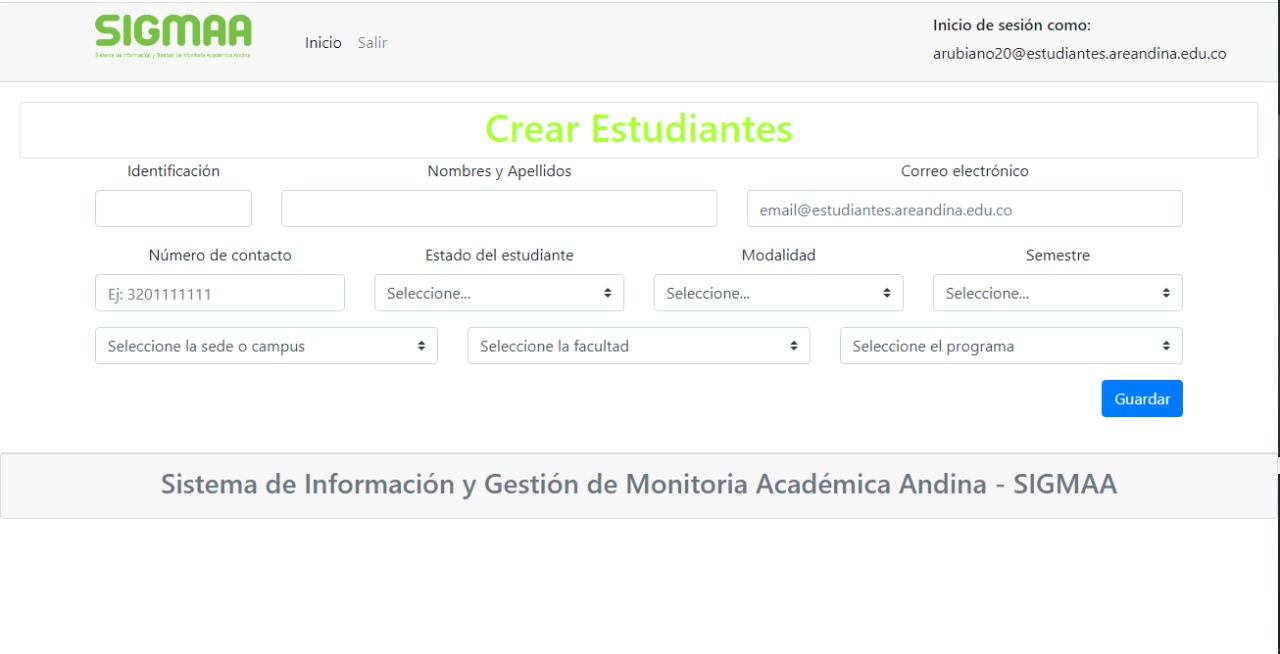 SIGMAA
Sistema de Información y Gestión de Monitoria Académica Andina
Inicio Salir
Inicio de sesión como:
arubiano20@estudiantes.areandina.edu.co
Crear Estudiantes
Identificación Nombres y Apellidos Correo electrónico
email@estudiantes.areandina.edu.co
Número de contacto Estado del estudiante Modalidad Semestre
Ej: 3201111111 Seleccione... Seleccione... Seleccione...
Seleccione la sede o campus Seleccione la facultad Seleccione el programa
Guardar
Sistema de Información y Gestión de Monitoria Académica Andina - SIGMAA